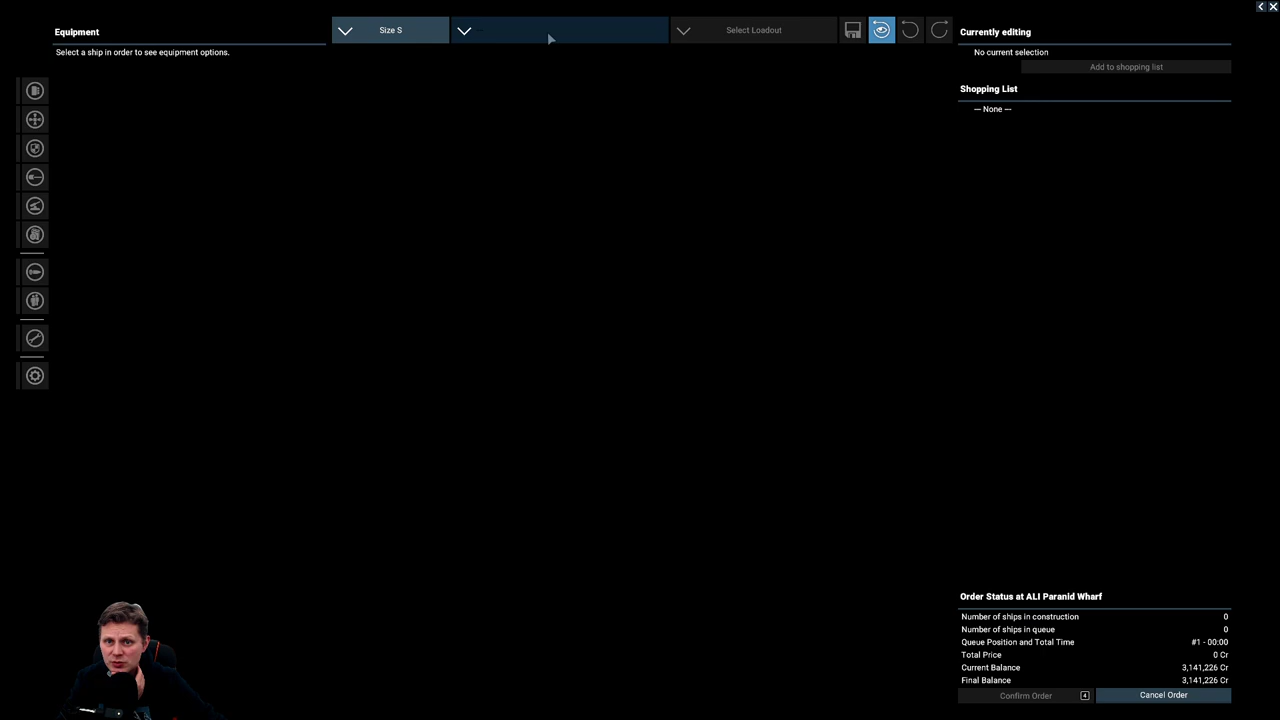 Equipment
Select a ship in order to see equipment options.
Size S
Select Loadout
Currently editing
No current selection
Add to shopping list
Shopping List
— None —
Order Status at ALI Paranid Wharf
Number of ships in construction 0
Number of ships in queue 0
Queue Position and Total Time #1 - 00:00
Total Price 0 Cr
Current Balance 3,141,226 Cr
Final Balance 3,141,226 Cr
Confirm Order 4
Cancel Order